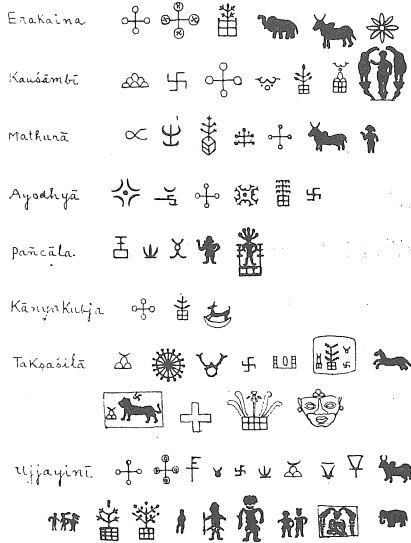 Erakaina
Kauśāmbī
Mathurā
Ayodhyā
Pañcāla.
Kānyakubja
Takṣaśilā
Ujjayinī.